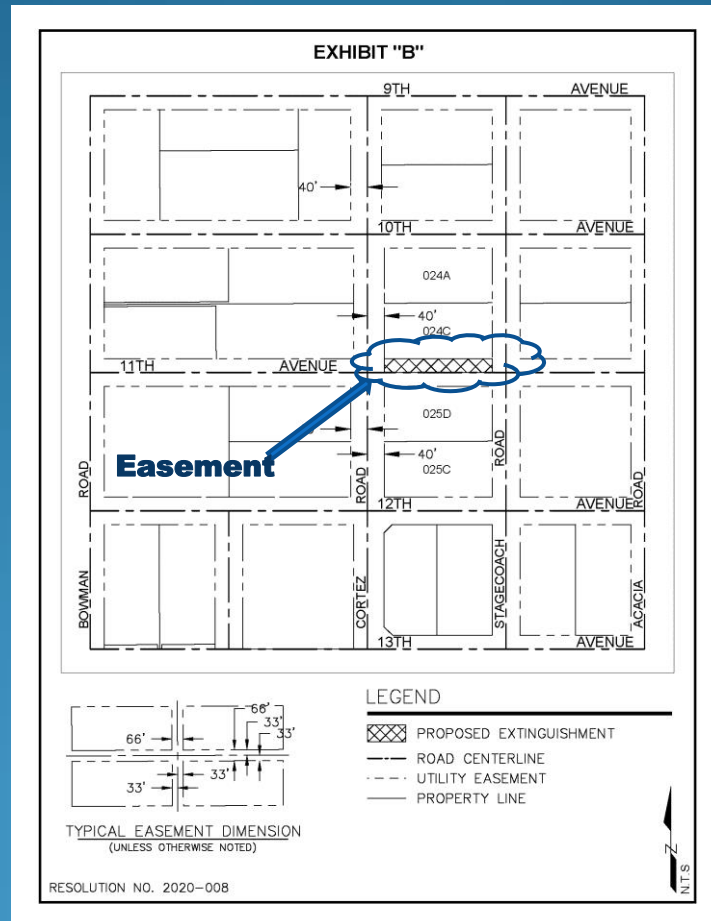 EXHIBIT "B"
9TH AVENUE
40'
10TH AVENUE
024A
40'
024C
11TH AVENUE
025D
Easement
40'
025C
ROAD
ROAD
ROAD
ROAD
12TH AVENUE
BOWMAN
CORTEZ
STAGECOACH
ACACIA
13TH AVENUE
66'
33'
33'
66'
33'
33'
TYPICAL EASEMENT DIMENSION
(UNLESS OTHERWISE NOTED)
LEGEND
PROPOSED EXTINGUISHMENT
ROAD CENTERLINE
UTILITY EASEMENT
PROPERTY LINE
Z
N.T.S
RESOLUTION NO. 2020-008